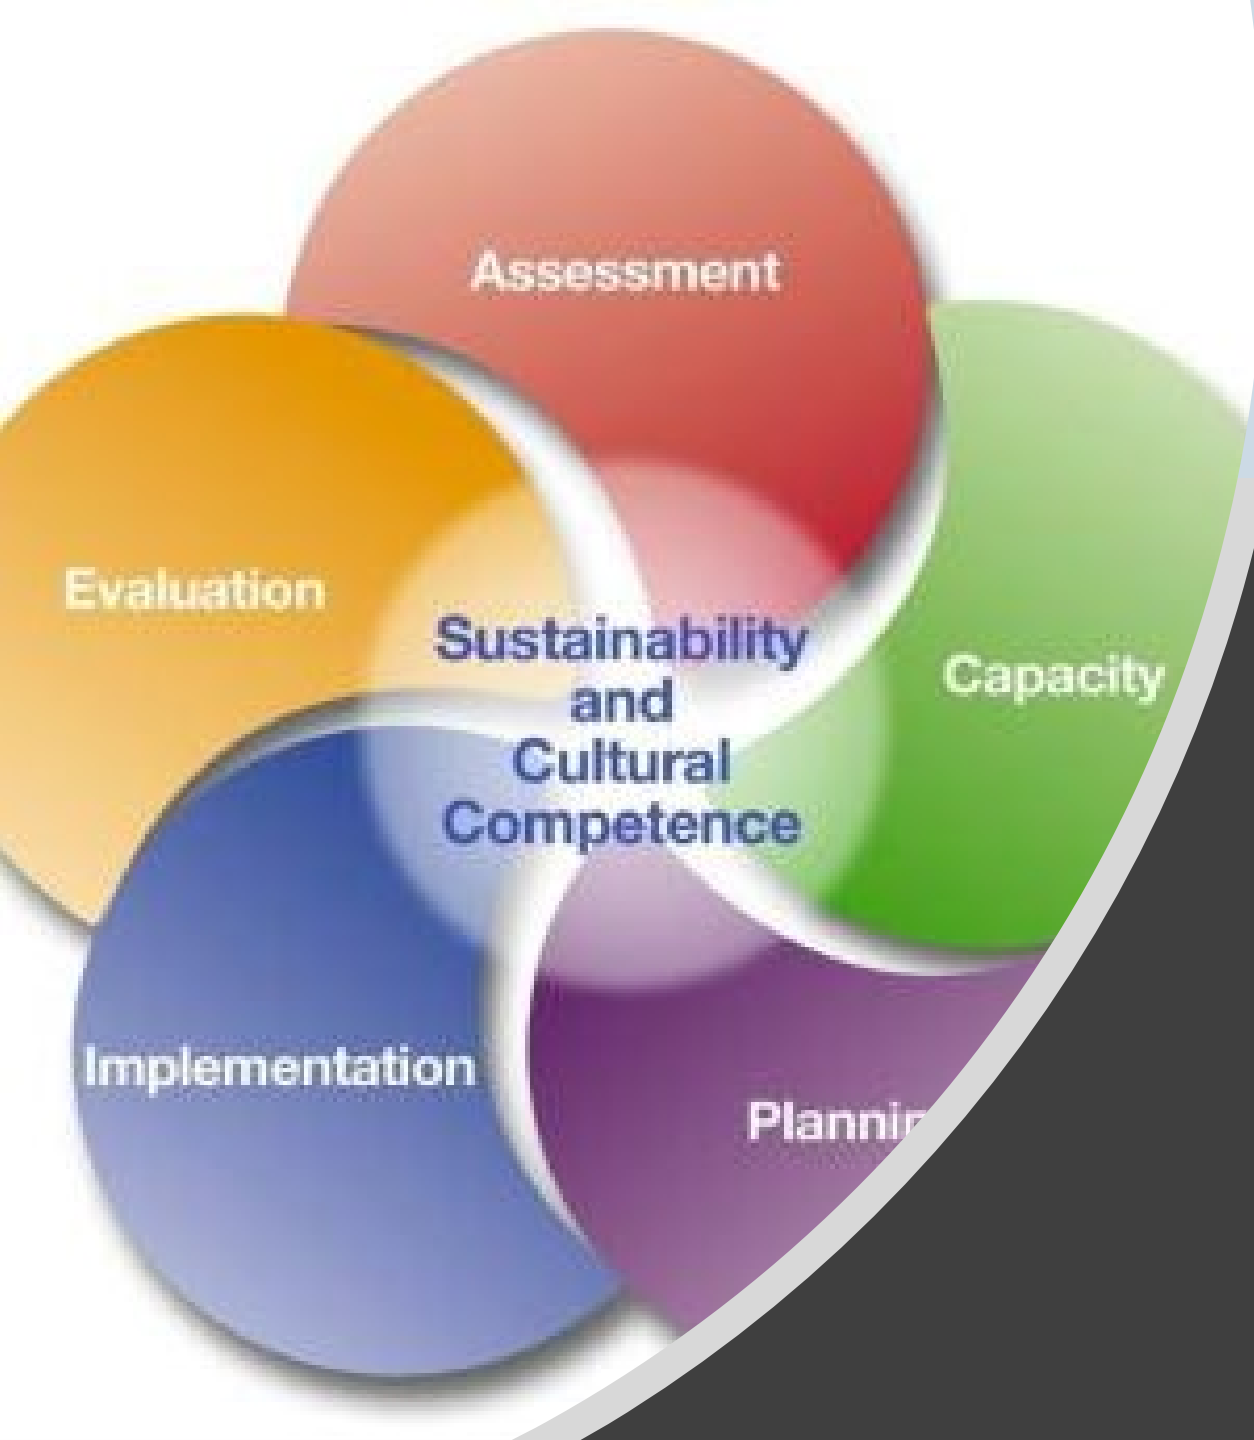 Assessment
Evaluation
Sustainability
and
Cultural
Competence
Capacity
Implementation
Plannin